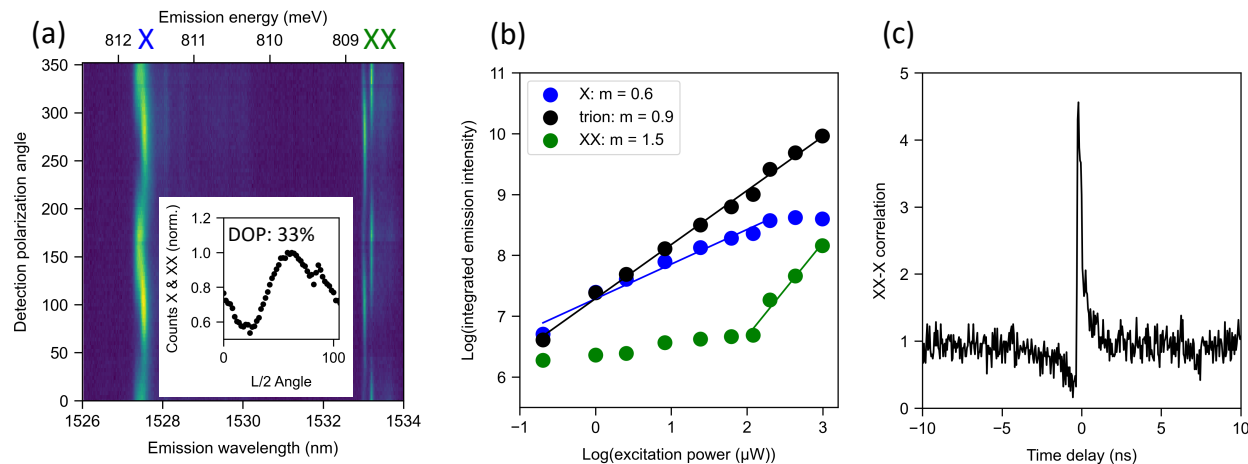 (a)
Emission energy (meV)
812 X 811 810 809 XX
350
300
250
200
150
100
50
0
Detection polarization angle
1526 1528 1530 1532 1534
Emission wavelength (nm)
DOP: 33%
1.2
1.0
0.8
0.6
Counts X & XX (norm.)
0 100
L/2 Angle
(b)
X: m = 0.6
trion: m = 0.9
XX: m = 1.5
11
10
9
8
7
6
Log(integrated emission intensity)
−1 0 1 2 3
Log(excitation power (µW))
(c)
5
4
3
2
1
0
XX-X correlation
−10 −5 0 5 10
Time delay (ns)